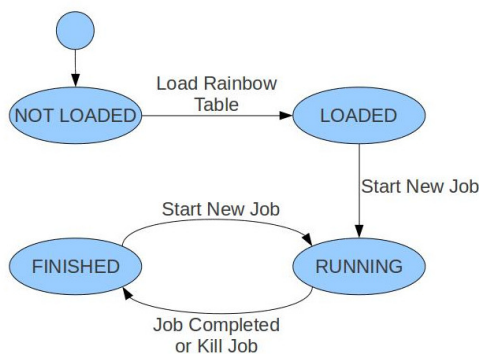 Load Rainbow
Table
NOT LOADED
LOADED
Start New Job
Start New Job
FINISHED
RUNNING
Job Completed
or Kill Job